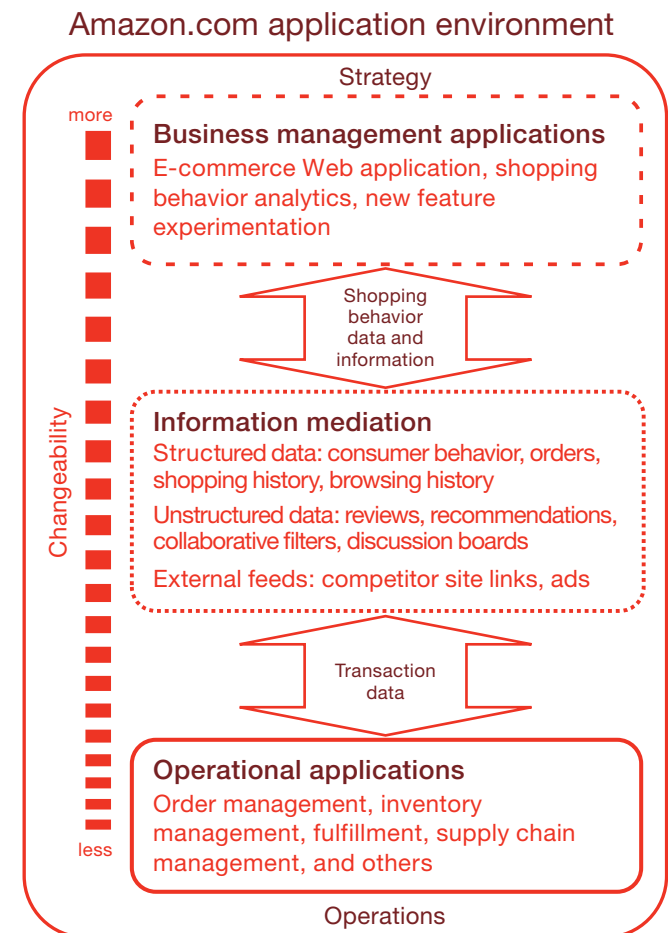 Amazon.com application environment
Strategy
more
Business management applications
E-commerce Web application, shopping
behavior analytics, new feature
experimentation
Shopping
behavior
data and
information
Changeability
Information mediation
Structured data: consumer behavior, orders,
shopping history, browsing history
Unstructured data: reviews, recommendations,
collaborative filters, discussion boards
External feeds: competitor site links, ads
Transaction
data
Operational applications
Order management, inventory
management, fulfillment, supply chain
management, and others
less
Operations